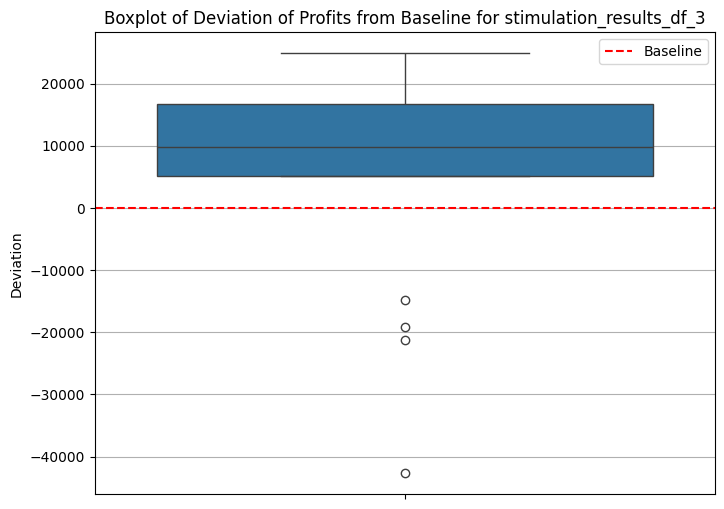 Boxplot of Deviation of Profits from Baseline for stimulation_results_df_3
Baseline
20000
10000
0
−10000
−20000
−30000
−40000
Deviation